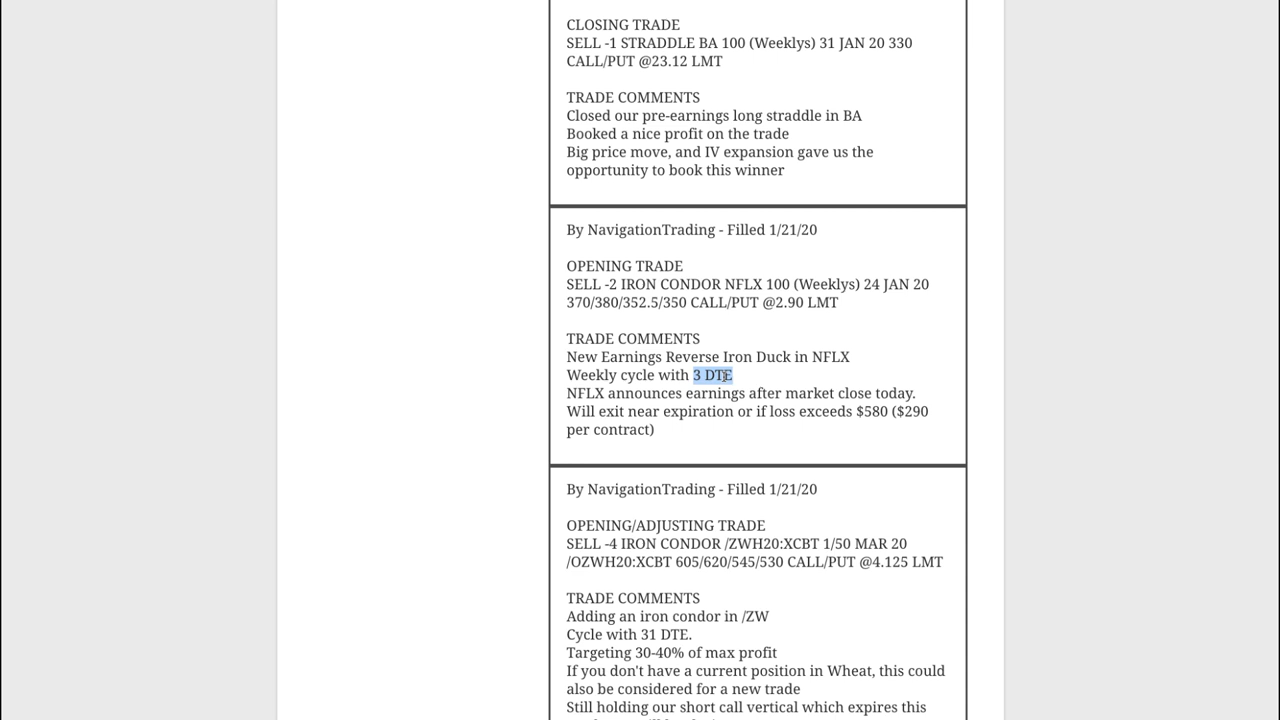 CLOSING TRADE
SELL -1 STRADDLE BA 100 (Weeklys) 31 JAN 20 330
CALL/PUT @23.12 LMT
TRADE COMMENTS
Closed our pre-earnings long straddle in BA
Booked a nice profit on the trade
Big price move, and IV expansion gave us the
opportunity to book this winner
By NavigationTrading - Filled 1/21/20
OPENING TRADE
SELL -2 IRON CONDOR NFLX 100 (Weeklys) 24 JAN 20
370/380/352.5/350 CALL/PUT @2.90 LMT
TRADE COMMENTS
New Earnings Reverse Iron Duck in NFLX
Weekly cycle with 3 DTE
NFLX announces earnings after market close today.
Will exit near expiration or if loss exceeds $580 ($290
per contract)
By NavigationTrading - Filled 1/21/20
OPENING/ADJUSTING TRADE
SELL -4 IRON CONDOR /ZWH20:XCBT 1/50 MAR 20
/OZWH20:XCBT 605/620/545/530 CALL/PUT @4.125 LMT
TRADE COMMENTS
Adding an iron condor in /ZW
Cycle with 31 DTE.
Targeting 30-40% of max profit
If you don't have a current position in Wheat, this could
also be considered for a new trade
Still holding our short call vertical which expires this